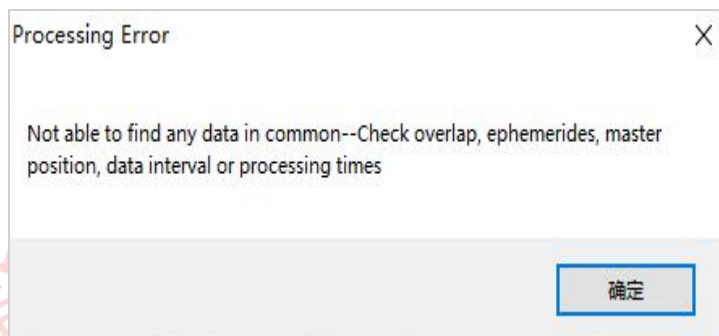 Processing Error
Not able to find any data in common--Check overlap, ephemerides, master
position, data interval or processing times
确定